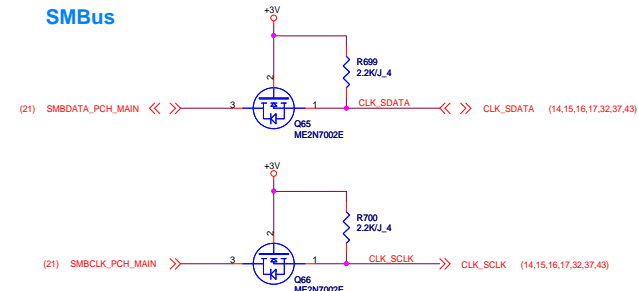 SMBus
+3V
R699
2.2K/J_4
2
(21) SMBDATA_PCH_MAIN 3 1 CLK_SDATA CLK_SDATA (14,15,16,17,32,37,43)
Q65
ME2N7002E
+3V
R700
2.2K/J_4
2
(21) SMBCLK_PCH_MAIN 3 1 CLK_SCLK CLK_SCLK (14,15,16,17,32,37,43)
Q66
ME2N7002E